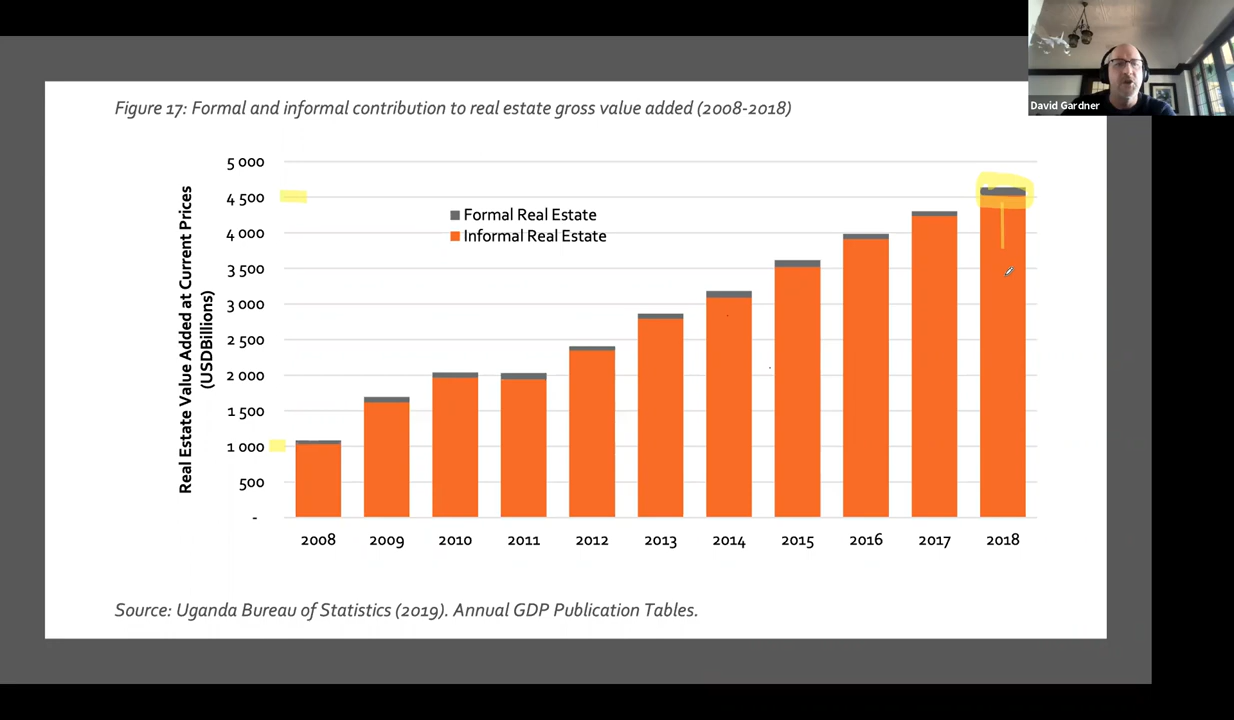 David Gardner
Figure 17: Formal and informal contribution to real estate gross value added (2008-2018)
Real Estate Value Added at Current Prices
(USDBillions)
5 000
4 500
4 000
3 500
3 000
2 500
2 000
1 500
1 000
500
-
Formal Real Estate
Informal Real Estate
2008 2009 2010 2011 2012 2013 2014 2015 2016 2017 2018
Source: Uganda Bureau of Statistics (2019). Annual GDP Publication Tables.